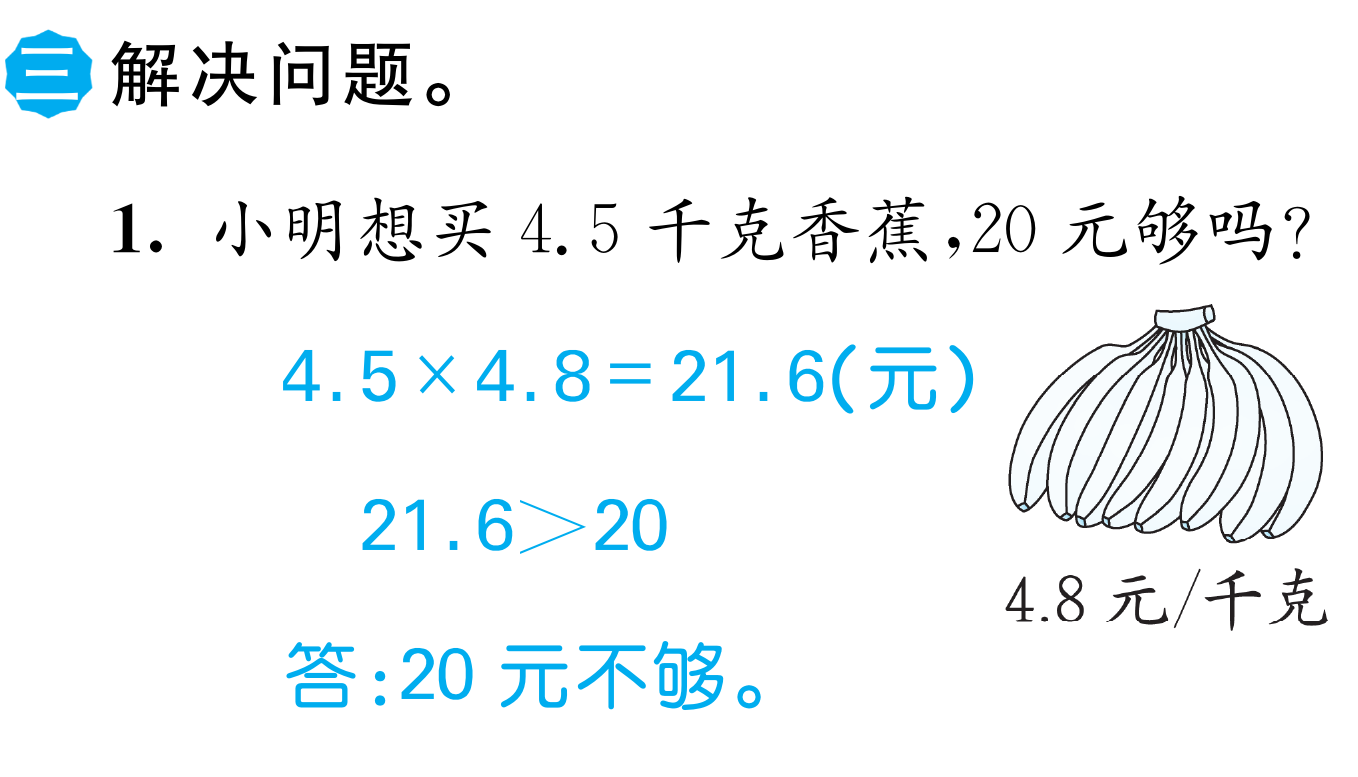 三 解决问题。
1. 小明想买 4.5 千克香蕉,20 元够吗?
4.5×4.8=21.6(元)
21.6>20
4.8 元/千克
答:20 元不够。